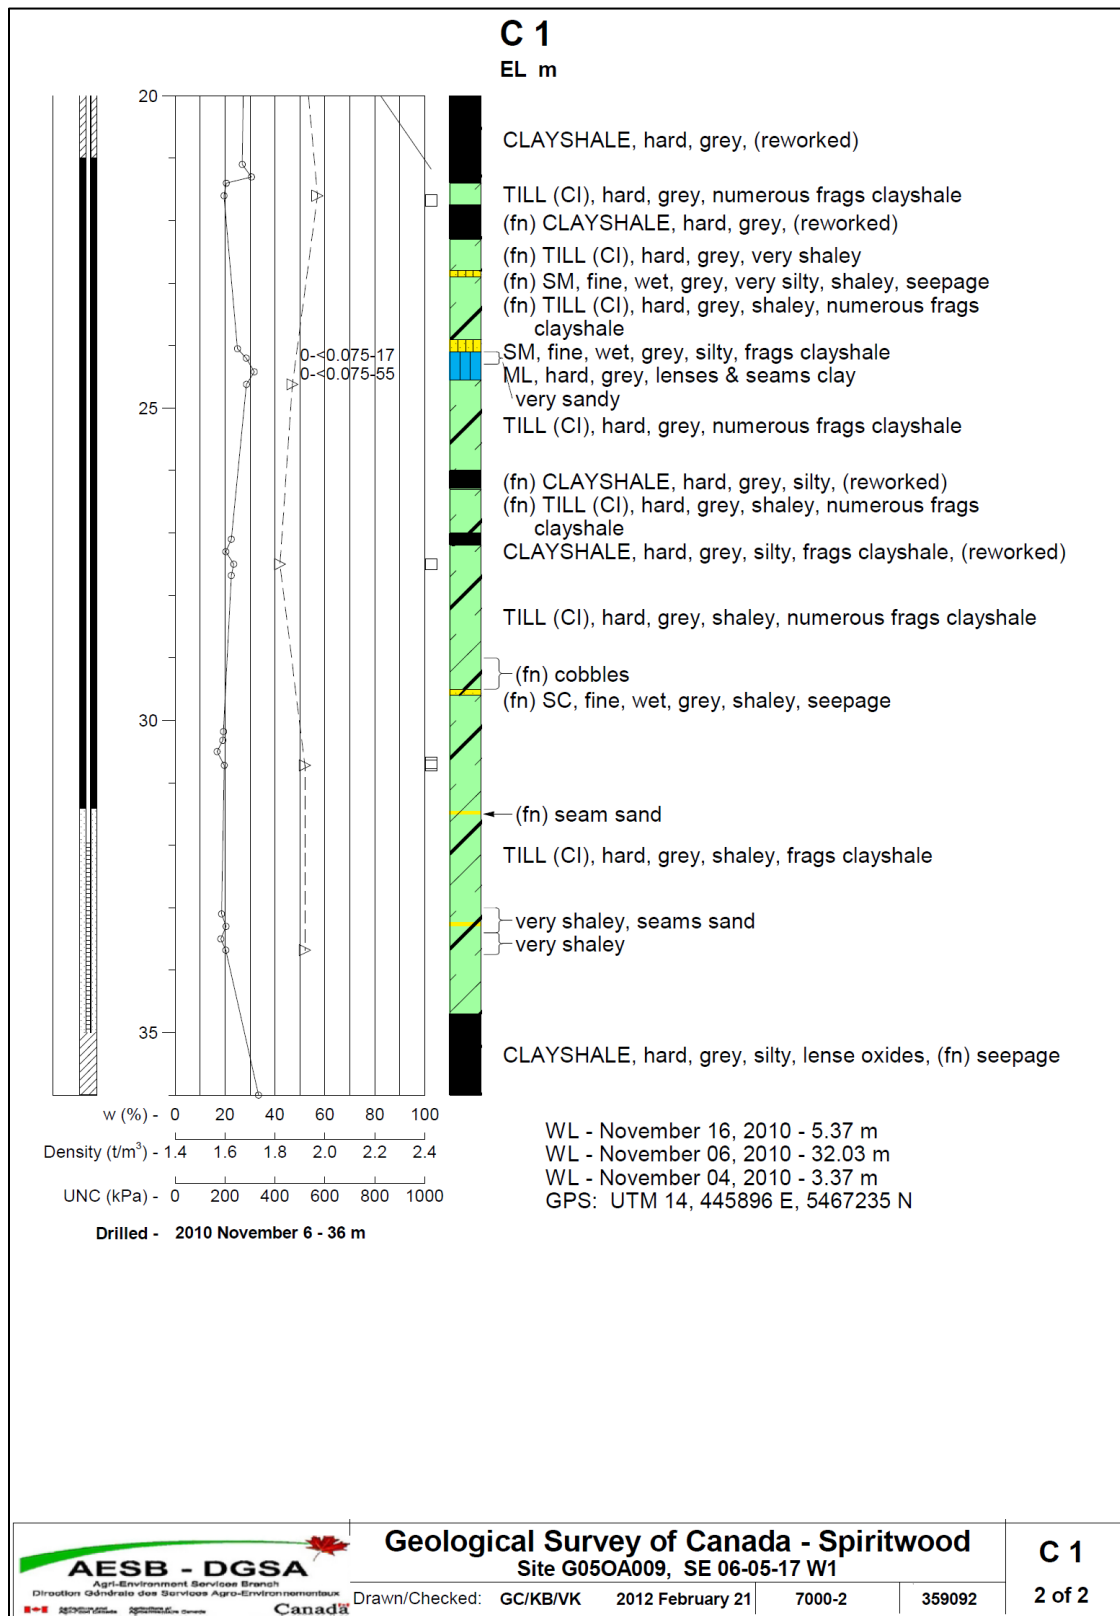 C 1
EL m
20
CLAYSHALE, hard, grey, (reworked)
TILL (CI), hard, grey, numerous frags clayshale
(fn) CLAYSHALE, hard, grey, (reworked)
(fn) TILL (CI), hard, grey, very shaley
(fn) SM, fine, wet, grey, very silty, shaley, seepage
(fn) TILL (CI), hard, grey, shaley, numerous frags
clayshale
0-<0.075-17
SM, fine, wet, grey, silty, frags clayshale
0-<0.075-55
ML, hard, grey, lenses & seams clay
very sandy
25
TILL (CI), hard, grey, numerous frags clayshale
(fn) CLAYSHALE, hard, grey, silty, (reworked)
(fn) TILL (CI), hard, grey, shaley, numerous frags
clayshale
CLAYSHALE, hard, grey, silty, frags clayshale, (reworked)
TILL (CI), hard, grey, shaley, numerous frags clayshale
(fn) cobbles
(fn) SC, fine, wet, grey, shaley, seepage
30
(fn) seam sand
TILL (CI), hard, grey, shaley, frags clayshale
very shaley, seams sand
very shaley
35
CLAYSHALE, hard, grey, silty, lense oxides, (fn) seepage
w (%) - 0 20 40 60 80 100
Density (t/m³) - 1.4 1.6 1.8 2.0 2.2 2.4
UNC (kPa) - 0 200 400 600 800 1000
Drilled - 2010 November 6 - 36 m
WL - November 16, 2010 - 5.37 m
WL - November 06, 2010 - 32.03 m
WL - November 04, 2010 - 3.37 m
GPS: UTM 14, 445896 E, 5467235 N
AESB - DGSA
Agri-Environment Services Branch
Direction Générale des Services Agro-Environnementaux
Agriculture and Agri-Food Canada
Agriculture et Agroalimentaire Canada
Canada
Geological Survey of Canada - Spiritwood
Site G05OA009, SE 06-05-17 W1
Drawn/Checked: GC/KB/VK 2012 February 21 7000-2 359092
C 1
2 of 2